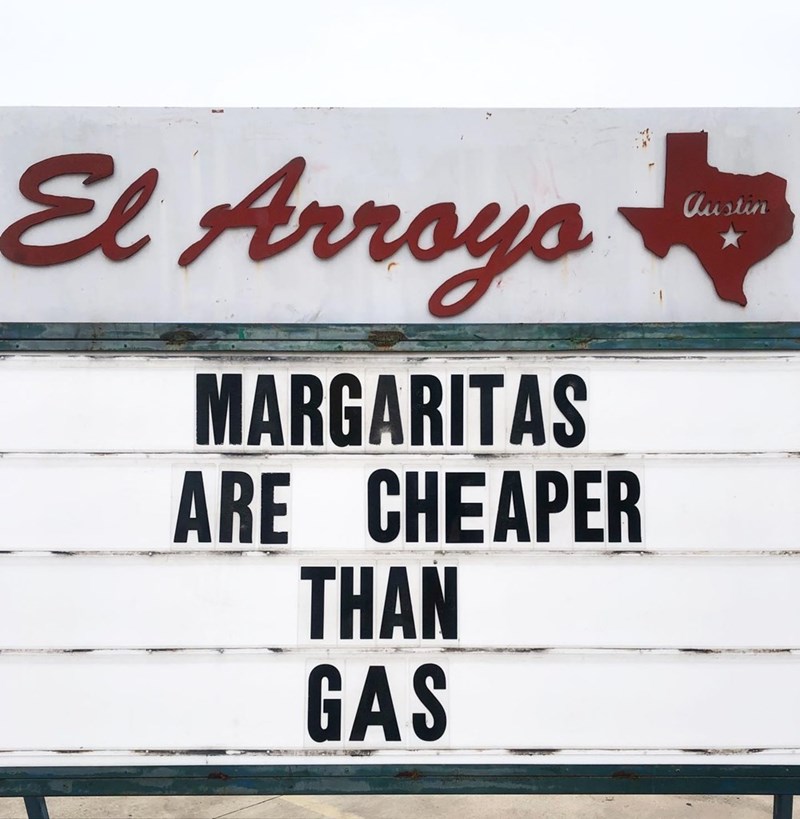 El Arroyo
Austin
MARGARITAS
ARE CHEAPER
THAN
GAS